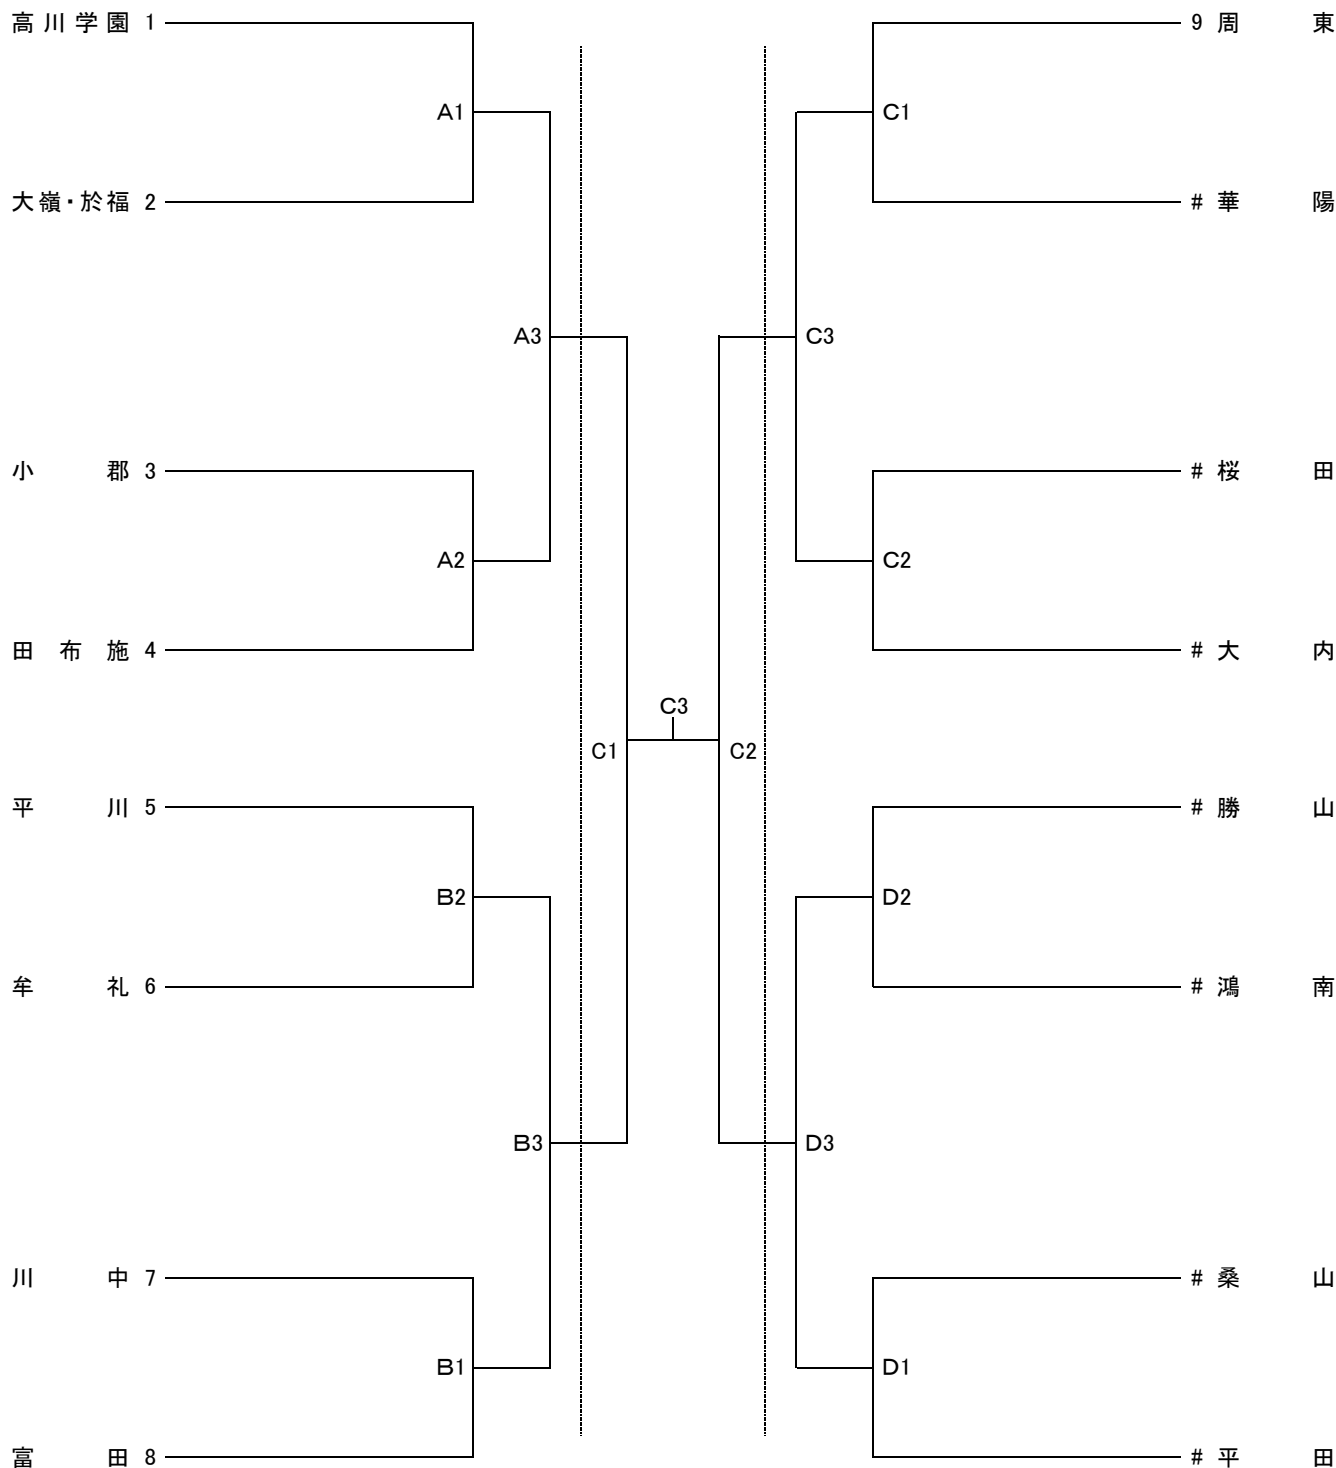 高川学園 1
A1
大嶺・於福 2
A3
小郡 3
A2
田布施 4
C1
平川 5
B2
牟礼 6
B3
川中 7
B1
富田 8
C3
9 周東
C1
# 華陽
C3
# 桜田
C2
# 大内
C2
# 勝山
D2
# 鴻南
D3
# 桑山
D1
# 平田